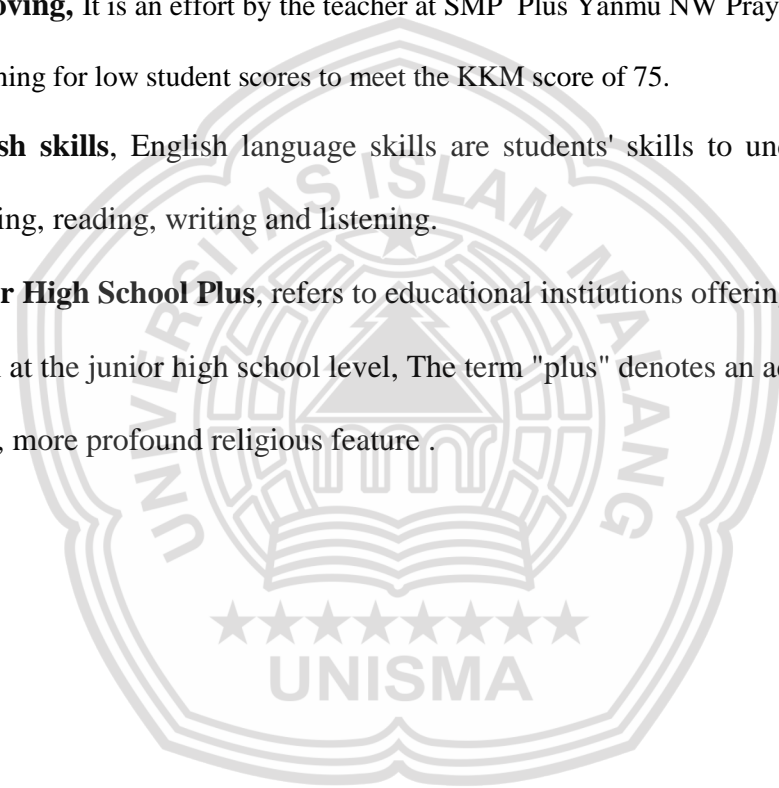 oving, It is an effort by the teacher at SMP Plus Yanmu NW Pray
ning for low student scores to meet the KKM score of 75.
sh skills, English language skills are students' skills to un
ing, reading, writing and listening.
r High School Plus, refers to educational institutions offerin
at the junior high school level, The term "plus" denotes an a
, more profound religious feature .
UNIVERSITAS ISLAM MALANG
UNISMA